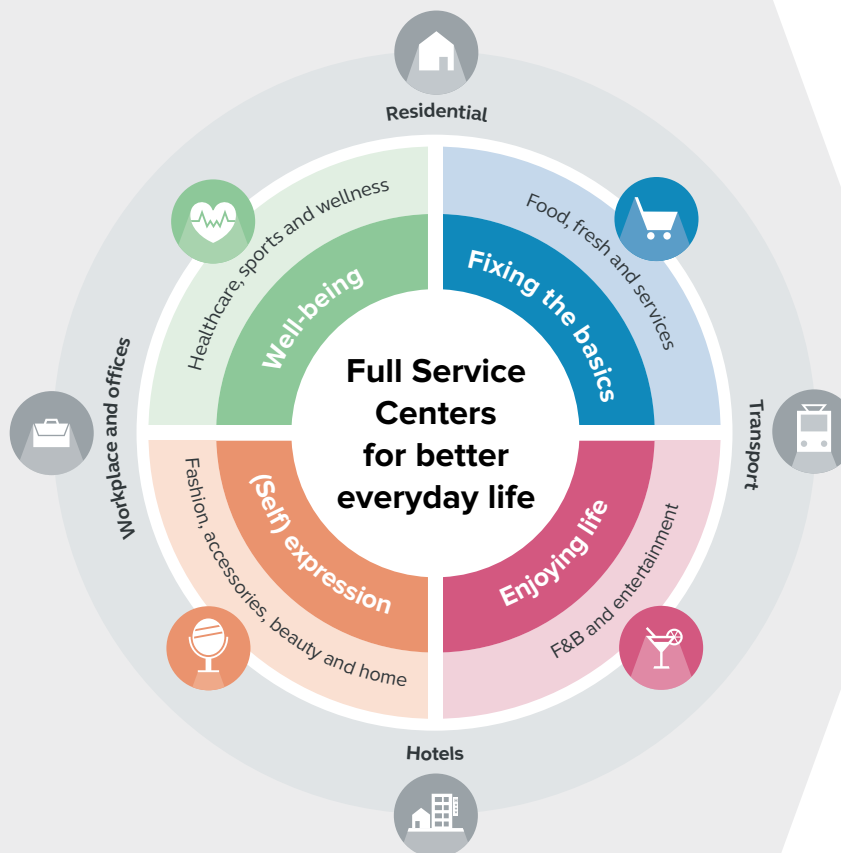 Residential
Healthcare, sports and wellness
Well-being
Food, fresh and services
Fixing the basics
Workplace and offices
Full Service
Centers
for better
everyday life
Transport
(Self) expression
Fashion, accessories, beauty and home
Enjoying life
F&B and entertainment
Hotels